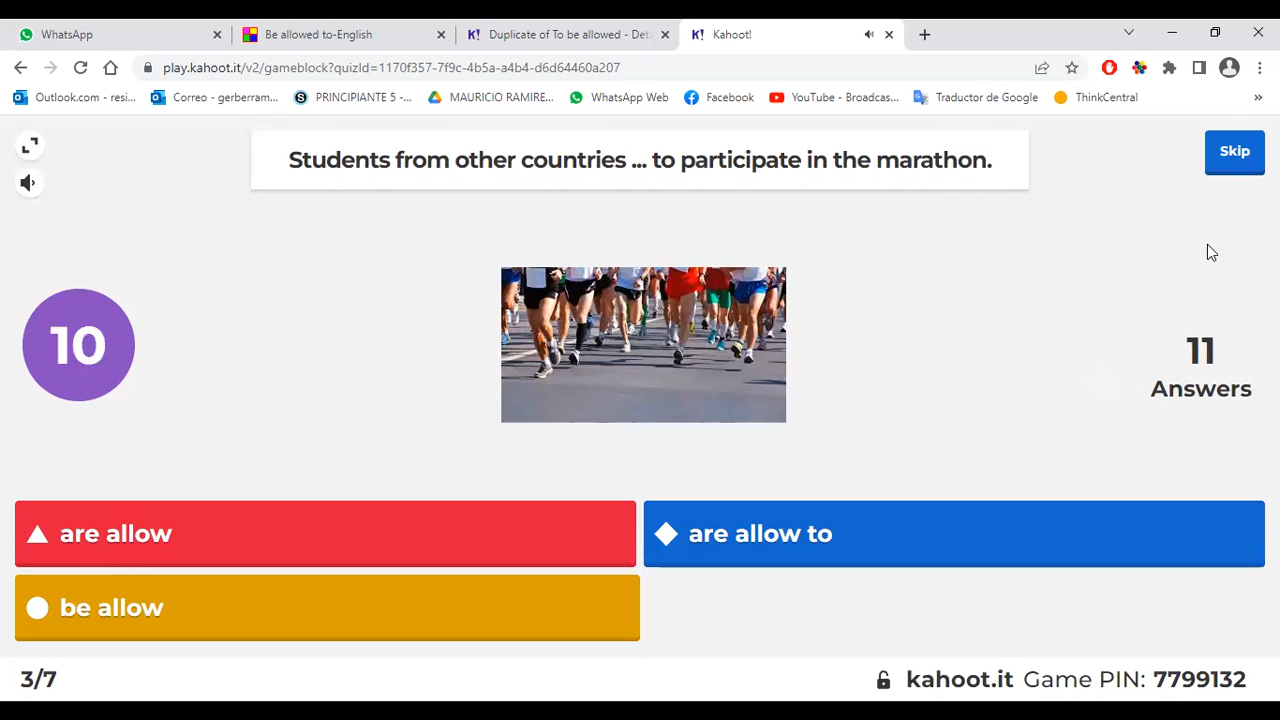 WhatsApp
Be allowed to-English
Duplicate of To be allowed - Det
Kahoot!
play.kahoot.it/v2/gameblock?quizId=1170f357-7f9c-4b5a-a4b4-d6d64460a207
Outlook.com - resi...
Correo - gerberram...
PRINCIPIANTE 5 -...
MAURICIO RAMIRE...
WhatsApp Web
Facebook
YouTube - Broadcas...
Traductor de Google
ThinkCentral
Students from other countries ... to participate in the marathon.
Skip
10
11
Answers
are allow
are allow to
be allow
3/7
kahoot.it Game PIN: 7799132